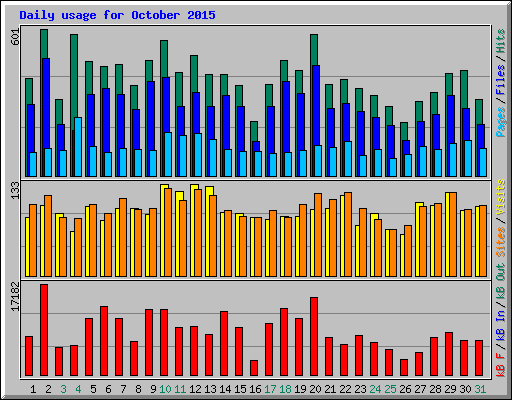 Daily usage for October 2015
601
Pages / Files / Hits
133
Sites / Visits
17182
kB F / kB In / kB Out
1 2 3 4 5 6 7 8 9 10 11 12 13 14 15 16 17 18 19 20 21 22 23 24 25 26 27 28 29 30 31